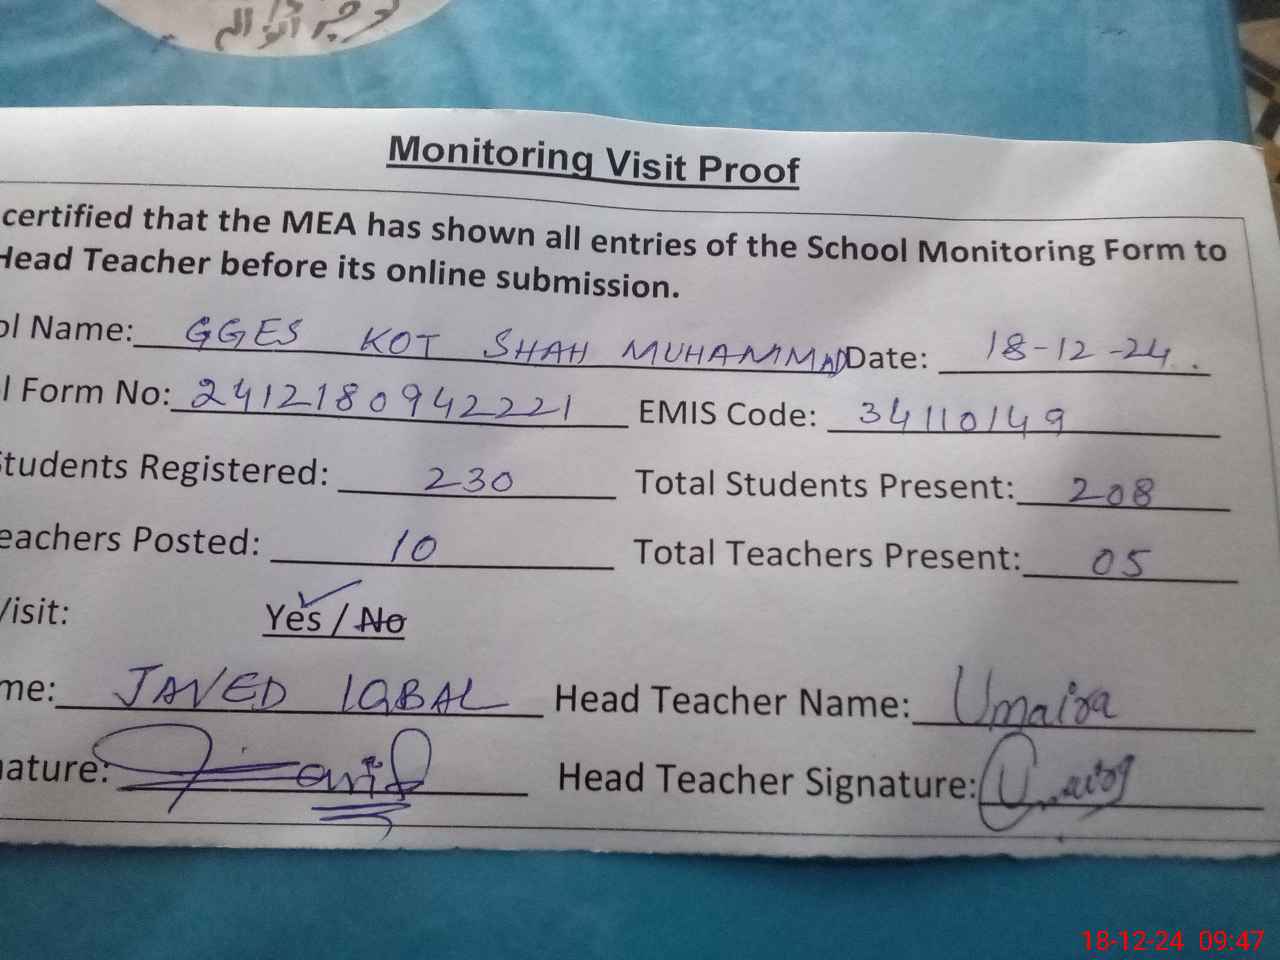 Monitoring Visit Proof
certified that the MEA has shown all entries of the School Monitoring Form to
Head Teacher before its online submission.
ol Name: GGES KOT SHAH MUHAMMAD Date: 18-12-24
l Form No: 2412180942221 EMIS Code: 34110149
Students Registered: 230 Total Students Present: 208
eachers Posted: 10 Total Teachers Present: 05
Visit: Yes / No
me: JAVED IQBAL Head Teacher Name: Umaira
nature: Head Teacher Signature:
18-12-24 09:47